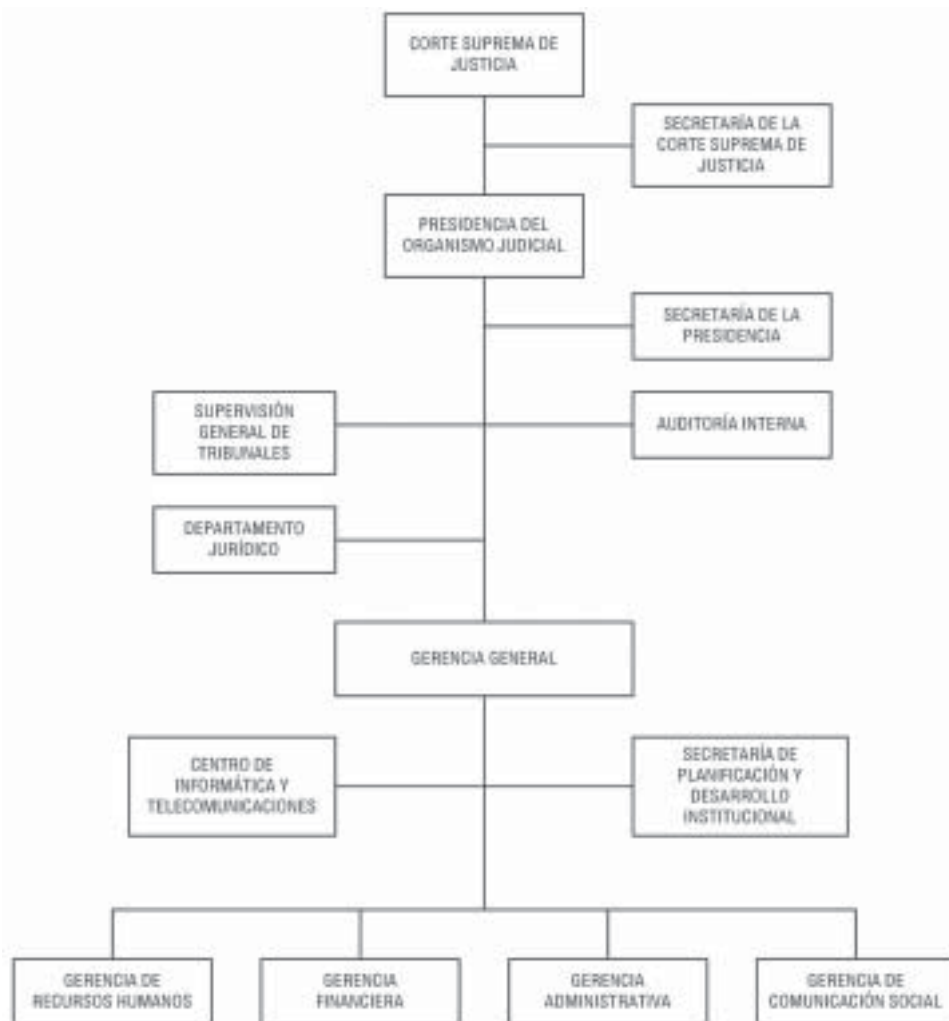 CORTE SUPREMA DE
JUSTICIA
SECRETARÍA DE LA
CORTE SUPREMA DE
JUSTICIA
PRESIDENCIA DEL
ORGANISMO JUDICIAL
SECRETARÍA DE LA
PRESIDENCIA
SUPERVISIÓN
GENERAL DE
TRIBUNALES
AUDITORÍA INTERNA
DEPARTAMENTO
JURÍDICO
GERENCIA GENERAL
CENTRO DE
INFORMÁTICA Y
TELECOMUNICACIONES
SECRETARÍA DE
PLANIFICACIÓN Y
DESARROLLO
INSTITUCIONAL
GERENCIA DE
RECURSOS HUMANOS
GERENCIA
FINANCIERA
GERENCIA
ADMINISTRATIVA
GERENCIA DE
COMUNICACIÓN SOCIAL